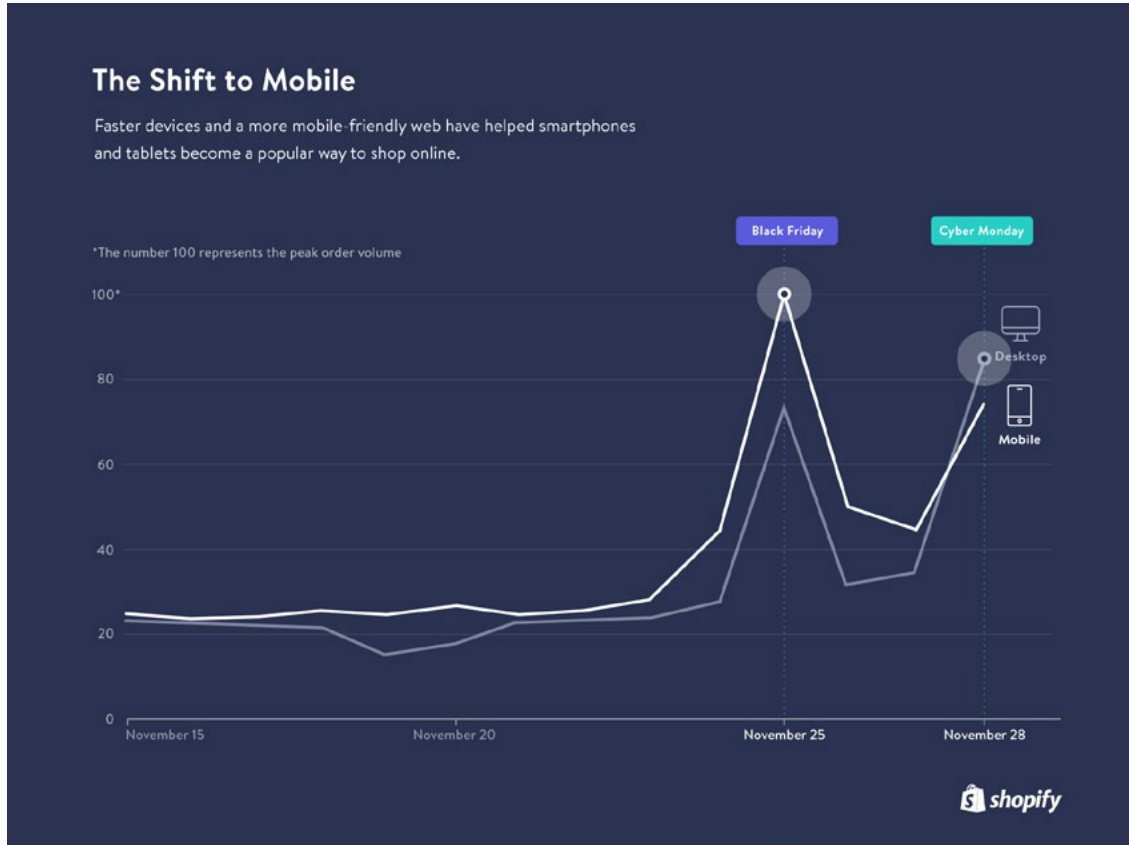 The Shift to Mobile
Faster devices and a more mobile-friendly web have helped smartphones
and tablets become a popular way to shop online.
Black Friday
Cyber Monday
*The number 100 represents the peak order volume
100*
Desktop
80
Mobile
60
40
20
0
November 15
November 20
November 25
November 28
shopify